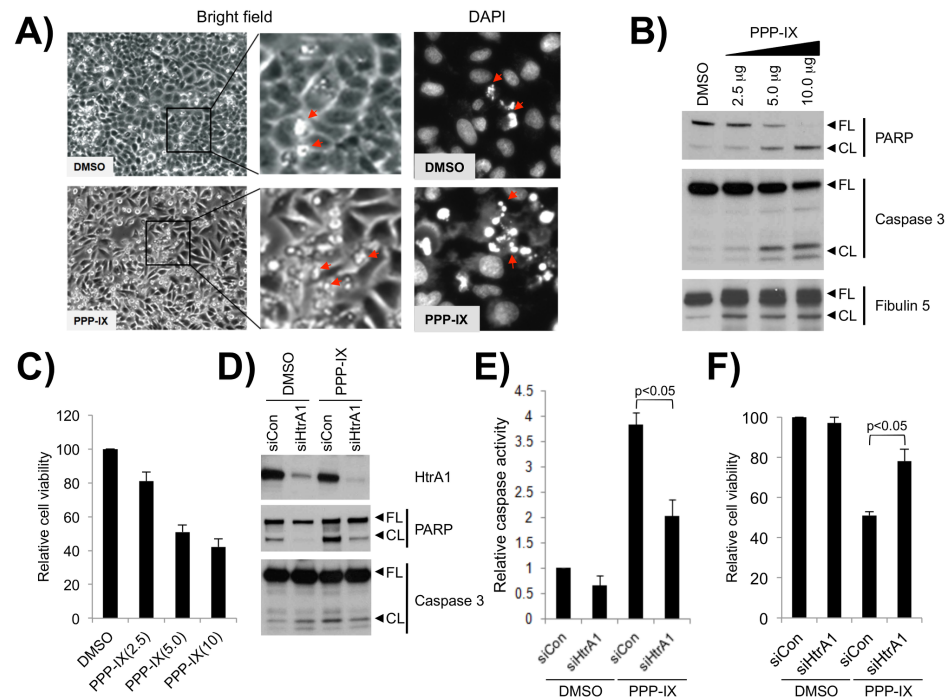 A)
Bright field
DAPI
DMSO
DMSO
PPP-IX
PPP-IX
B)
PPP-IX
DMSO
2.5 µg
5.0 µg
10.0 µg
FL
CL
PARP
FL
CL
Caspase 3
FL
CL
Fibulin 5
C)
Relative cell viability
120
100
80
60
40
20
0
DMSO
PPP-IX(2.5)
PPP-IX(5.0)
PPP-IX(10)
D)
DMSO
PPP-IX
siCon
siHtrA1
siCon
siHtrA1
HtrA1
FL
CL
PARP
FL
CL
Caspase 3
E)
Relative caspase activity
4.5
4
3.5
3
2.5
2
1.5
1
0.5
0
p<0.05
siCon
siHtrA1
siCon
siHtrA1
DMSO
PPP-IX
F)
Relative cell viability
100
80
60
40
20
0
p<0.05
siCon
siHtrA1
siCon
siHtrA1
DMSO
PPP-IX